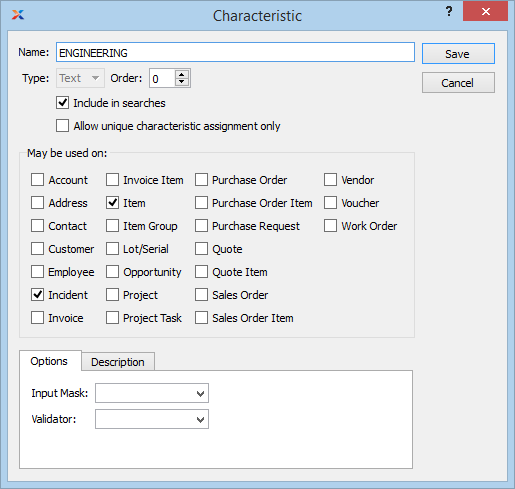 Characteristic
?
Name: ENGINEERING Save
Type: Text Order: 0 Cancel
Include in searches
Allow unique characteristic assignment only
May be used on:
Account Invoice Item Purchase Order Vendor
Address Item Purchase Order Item Voucher
Contact Item Group Purchase Request Work Order
Customer Lot/Serial Quote
Employee Opportunity Quote Item
Incident Project Sales Order
Invoice Project Task Sales Order Item
Options Description
Input Mask:
Validator: